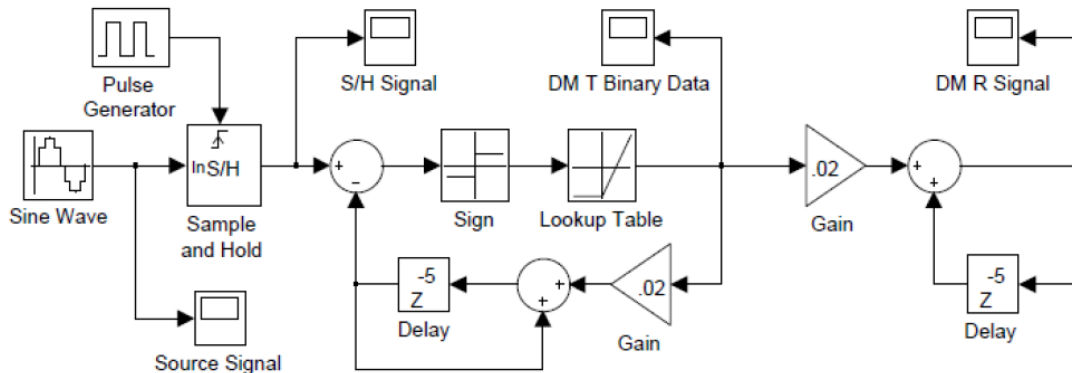 Pulse
Generator
S/H Signal
DM T Binary Data
DM R Signal
In S/H
+
−
.02
+
+
Sine Wave
Sample
and Hold
Sign
Lookup Table
Gain
-5
Z
+
+
.02
-5
Z
Delay
Gain
Delay
Source Signal